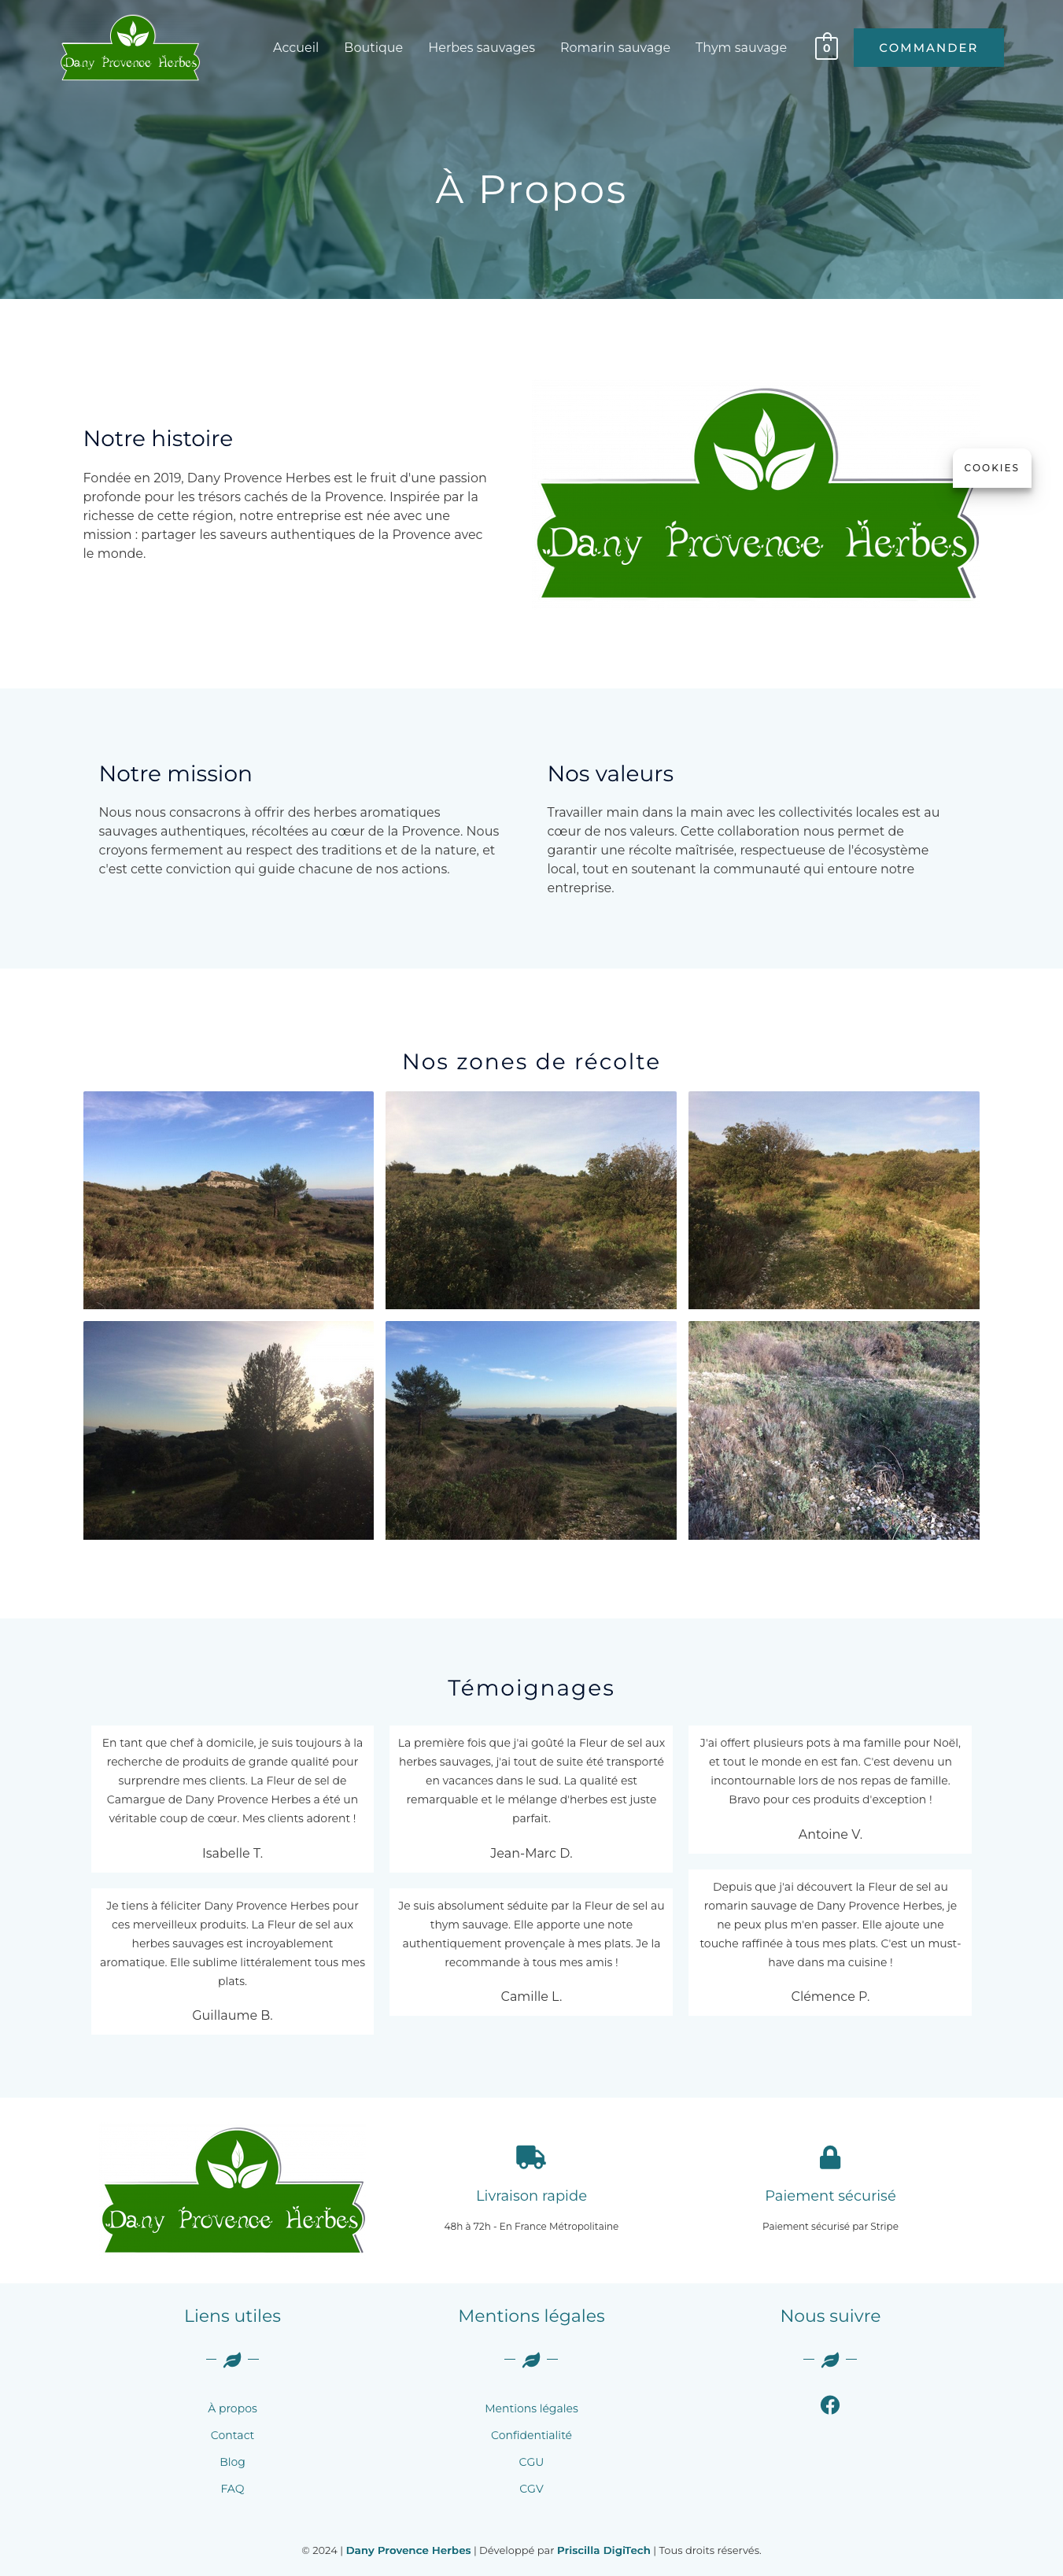 Dany Provence Herbes
Accueil
Boutique
Herbes sauvages
Romarin sauvage
Thym sauvage
0
COMMANDER
À Propos
Notre histoire
Fondée en 2019, Dany Provence Herbes est le fruit d'une passion
profonde pour les trésors cachés de la Provence. Inspirée par la
richesse de cette région, notre entreprise est née avec une
mission : partager les saveurs authentiques de la Provence avec
le monde.
Dany Provence Herbes
COOKIES
Notre mission
Nous nous consacrons à offrir des herbes aromatiques
sauvages authentiques, récoltées au cœur de la Provence. Nous
croyons fermement au respect des traditions et de la nature, et
c'est cette conviction qui guide chacune de nos actions.
Nos valeurs
Travailler main dans la main avec les collectivités locales est au
cœur de nos valeurs. Cette collaboration nous permet de
garantir une récolte maîtrisée, respectueuse de l'écosystème
local, tout en soutenant la communauté qui entoure notre
entreprise.
Nos zones de récolte
Témoignages
En tant que chef à domicile, je suis toujours à la
recherche de produits de grande qualité pour
surprendre mes clients. La Fleur de sel de
Camargue de Dany Provence Herbes a été un
véritable coup de cœur. Mes clients adorent !
Isabelle T.
La première fois que j'ai goûté la Fleur de sel aux
herbes sauvages, j'ai tout de suite été transporté
en vacances dans le sud. La qualité est
remarquable et le mélange d'herbes est juste
parfait.
Jean-Marc D.
J'ai offert plusieurs pots à ma famille pour Noël,
et tout le monde en est fan. C'est devenu un
incontournable lors de nos repas de famille.
Bravo pour ces produits d'exception !
Antoine V.
Je tiens à féliciter Dany Provence Herbes pour
ces merveilleux produits. La Fleur de sel aux
herbes sauvages est incroyablement
aromatique. Elle sublime littéralement tous mes
plats.
Guillaume B.
Je suis absolument séduite par la Fleur de sel au
thym sauvage. Elle apporte une note
authentiquement provençale à mes plats. Je la
recommande à tous mes amis !
Camille L.
Depuis que j'ai découvert la Fleur de sel au
romarin sauvage de Dany Provence Herbes, je
ne peux plus m'en passer. Elle ajoute une
touche raffinée à tous mes plats. C'est un must-
have dans ma cuisine !
Clémence P.
Dany Provence Herbes
Livraison rapide
48h à 72h - En France Métropolitaine
Paiement sécurisé
Paiement sécurisé par Stripe
Liens utiles
À propos
Contact
Blog
FAQ
Mentions légales
Mentions légales
Confidentialité
CGU
CGV
Nous suivre
© 2024 | Dany Provence Herbes | Développé par Priscilla DigiTech | Tous droits réservés.